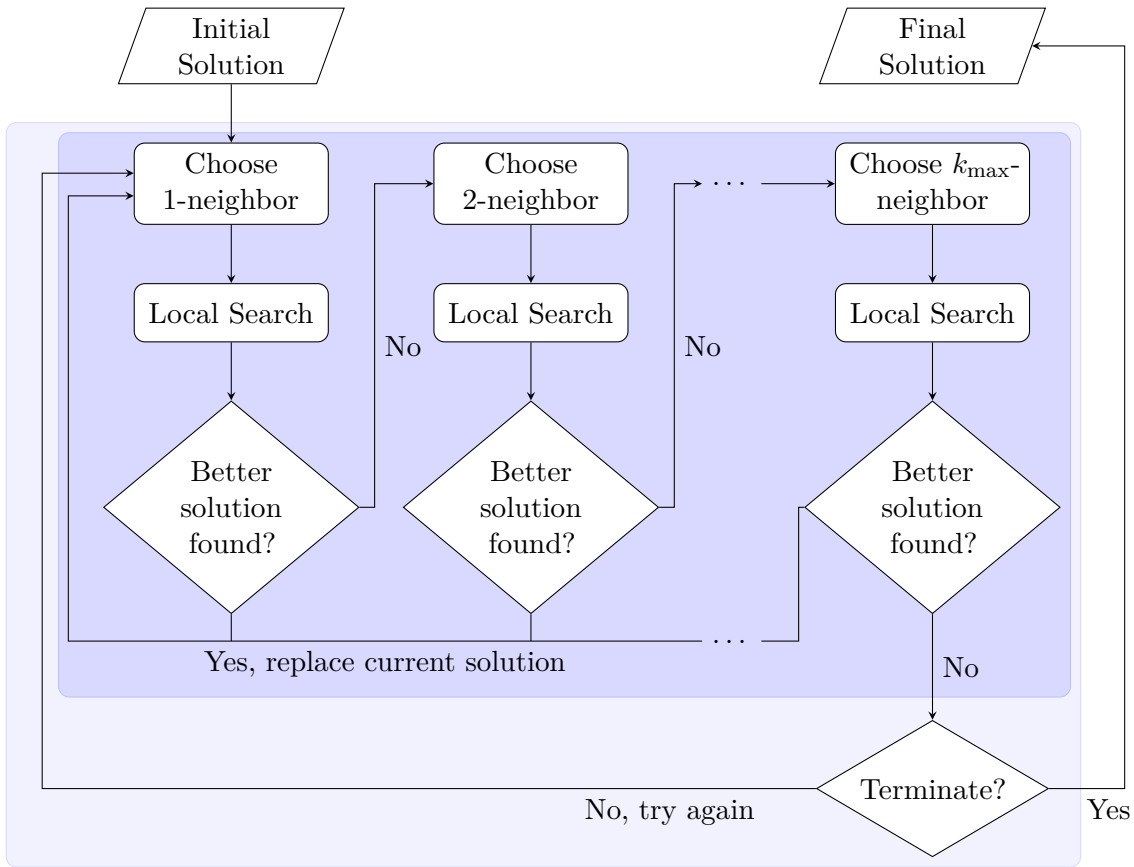 Initial
Solution
Final
Solution
Choose
1-neighbor
Choose
2-neighbor
···
Choose k_max-
neighbor
Local Search
Local Search
Local Search
No
No
Better
solution
found?
Better
solution
found?
Better
solution
found?
···
Yes, replace current solution
No
Terminate?
No, try again
Yes